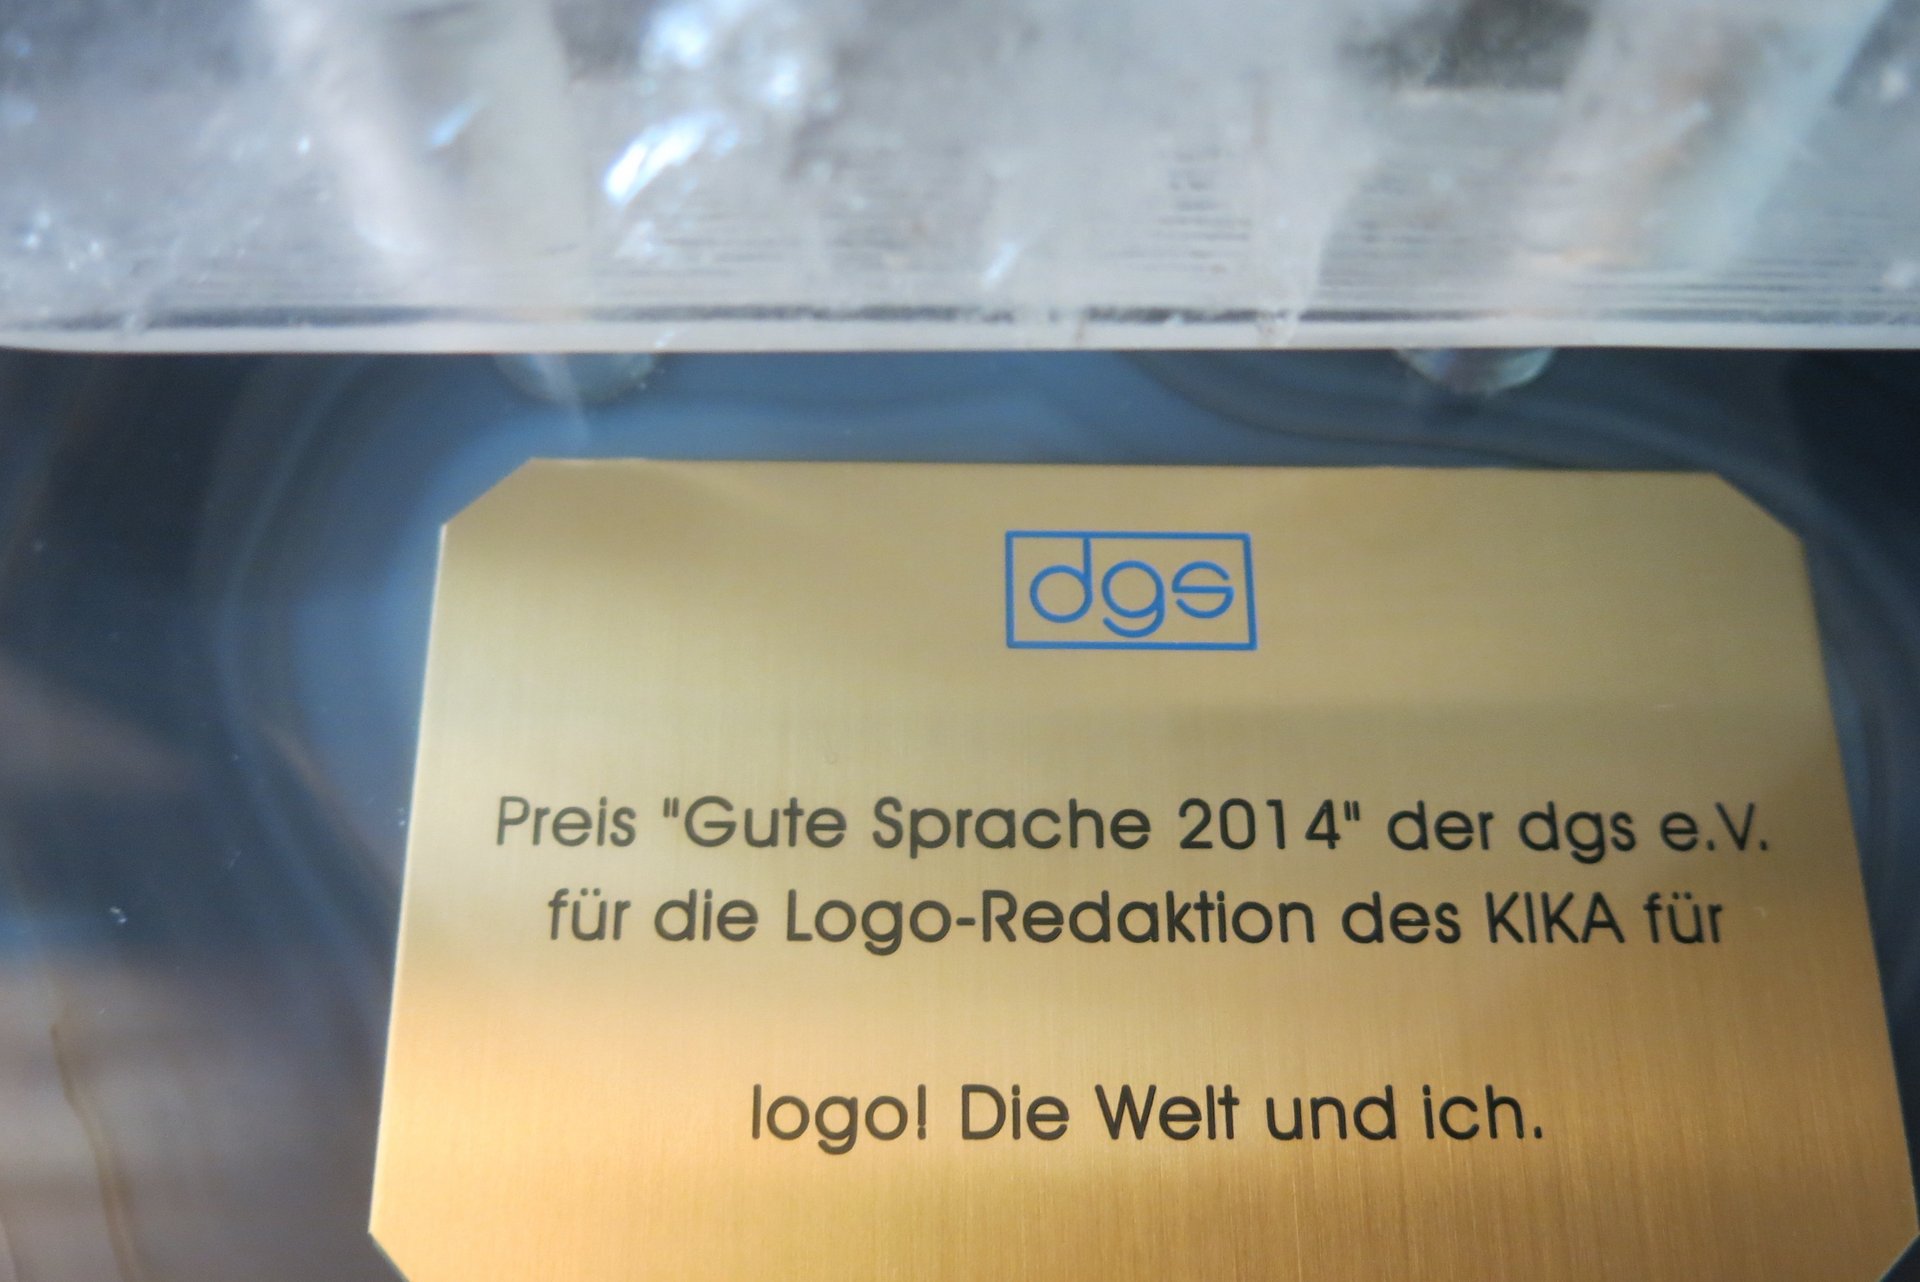 dgs
Preis "Gute Sprache 2014" der dgs e.V.
für die Logo-Redaktion des KIKA für
logo! Die Welt und ich.